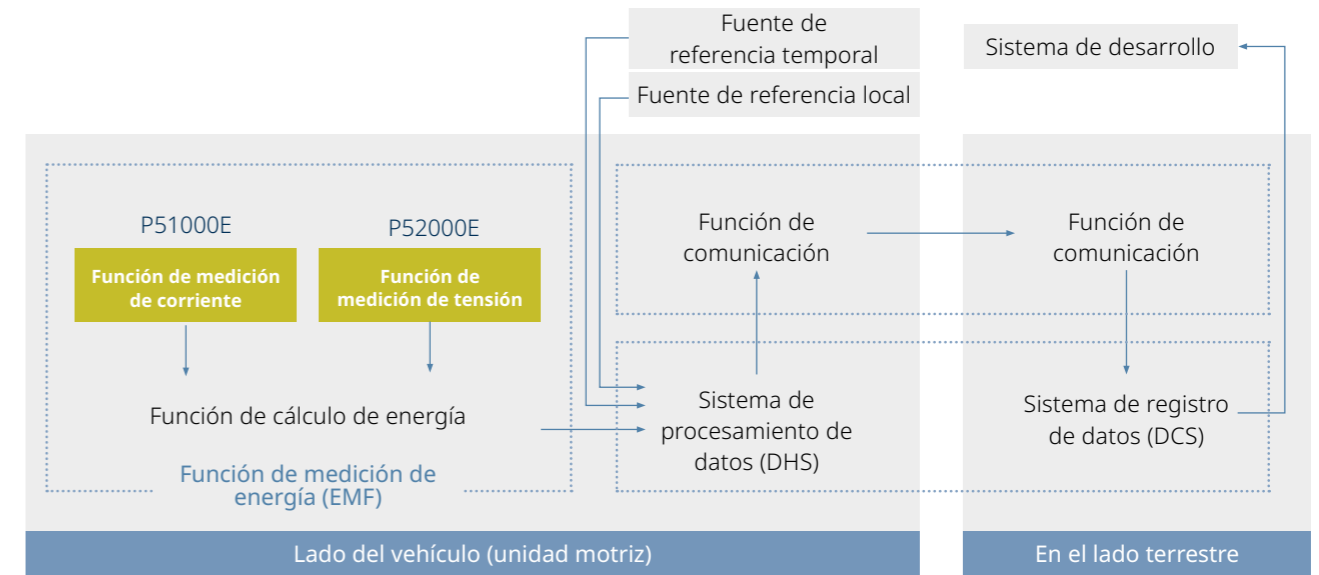 Fuente de
referencia temporal
Fuente de referencia local
Sistema de desarrollo
P51000E
Función de medición
de corriente
P52000E
Función de
medición de tensión
Función de cálculo de energía
Función de medición de
energía (EMF)
Función de
comunicación
Sistema de
procesamiento de
datos (DHS)
Función de
comunicación
Sistema de registro
de datos (DCS)
Lado del vehículo (unidad motriz)
En el lado terrestre